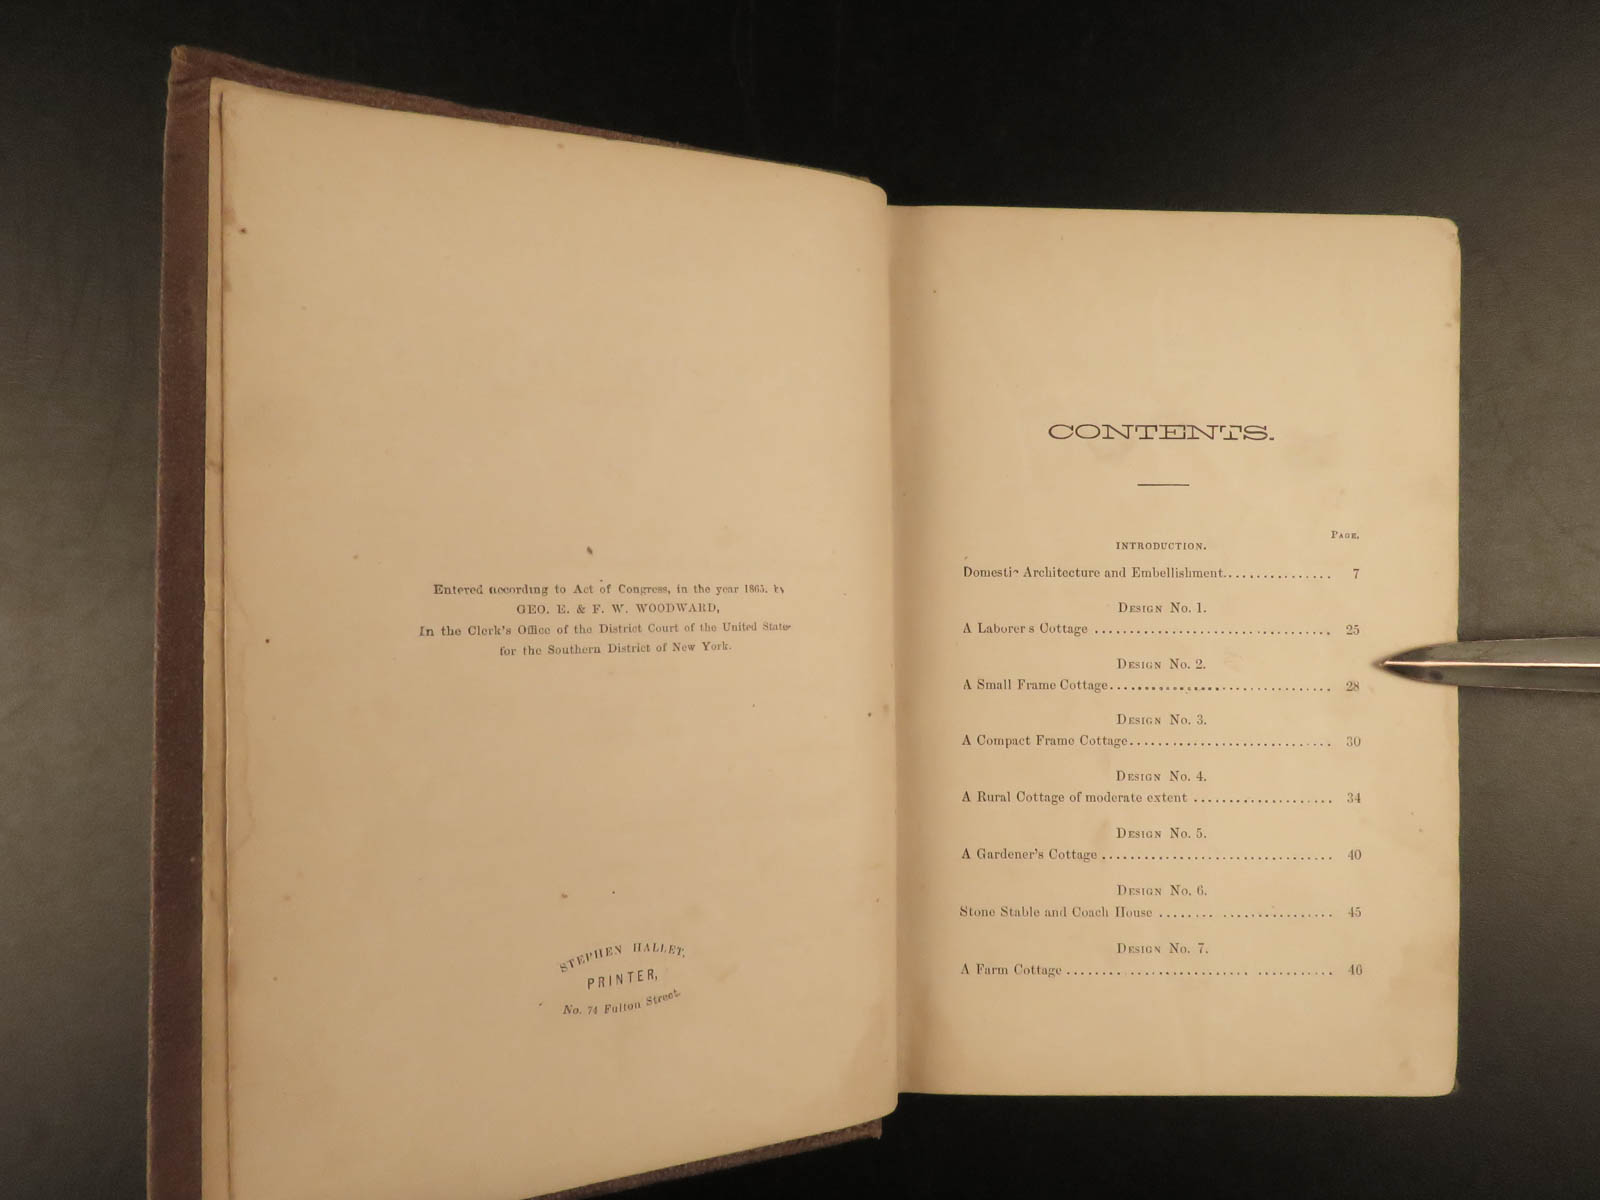 Entered according to Act of Congress, in the year 1865, by
GEO. E. & F. W. WOODWARD,
In the Clerk's Office of the District Court of the United States
for the Southern District of New York.
STEPHEN HALLET,
PRINTER,
No. 74 Fulton Street.
CONTENTS.
PAGE.
INTRODUCTION.
Domestic Architecture and Embellishment................ 7
DESIGN No. 1.
A Laborer s Cottage .................................. 25
DESIGN No. 2.
A Small Frame Cottage................................ 28
DESIGN No. 3.
A Compact Frame Cottage............................. 30
DESIGN No. 4.
A Rural Cottage of moderate extent .................... 34
DESIGN No. 5.
A Gardener's Cottage ................................. 40
DESIGN No. 6.
Stone Stable and Coach House ........ ................ 45
DESIGN No. 7.
A Farm Cottage ........ ................. ........... 46